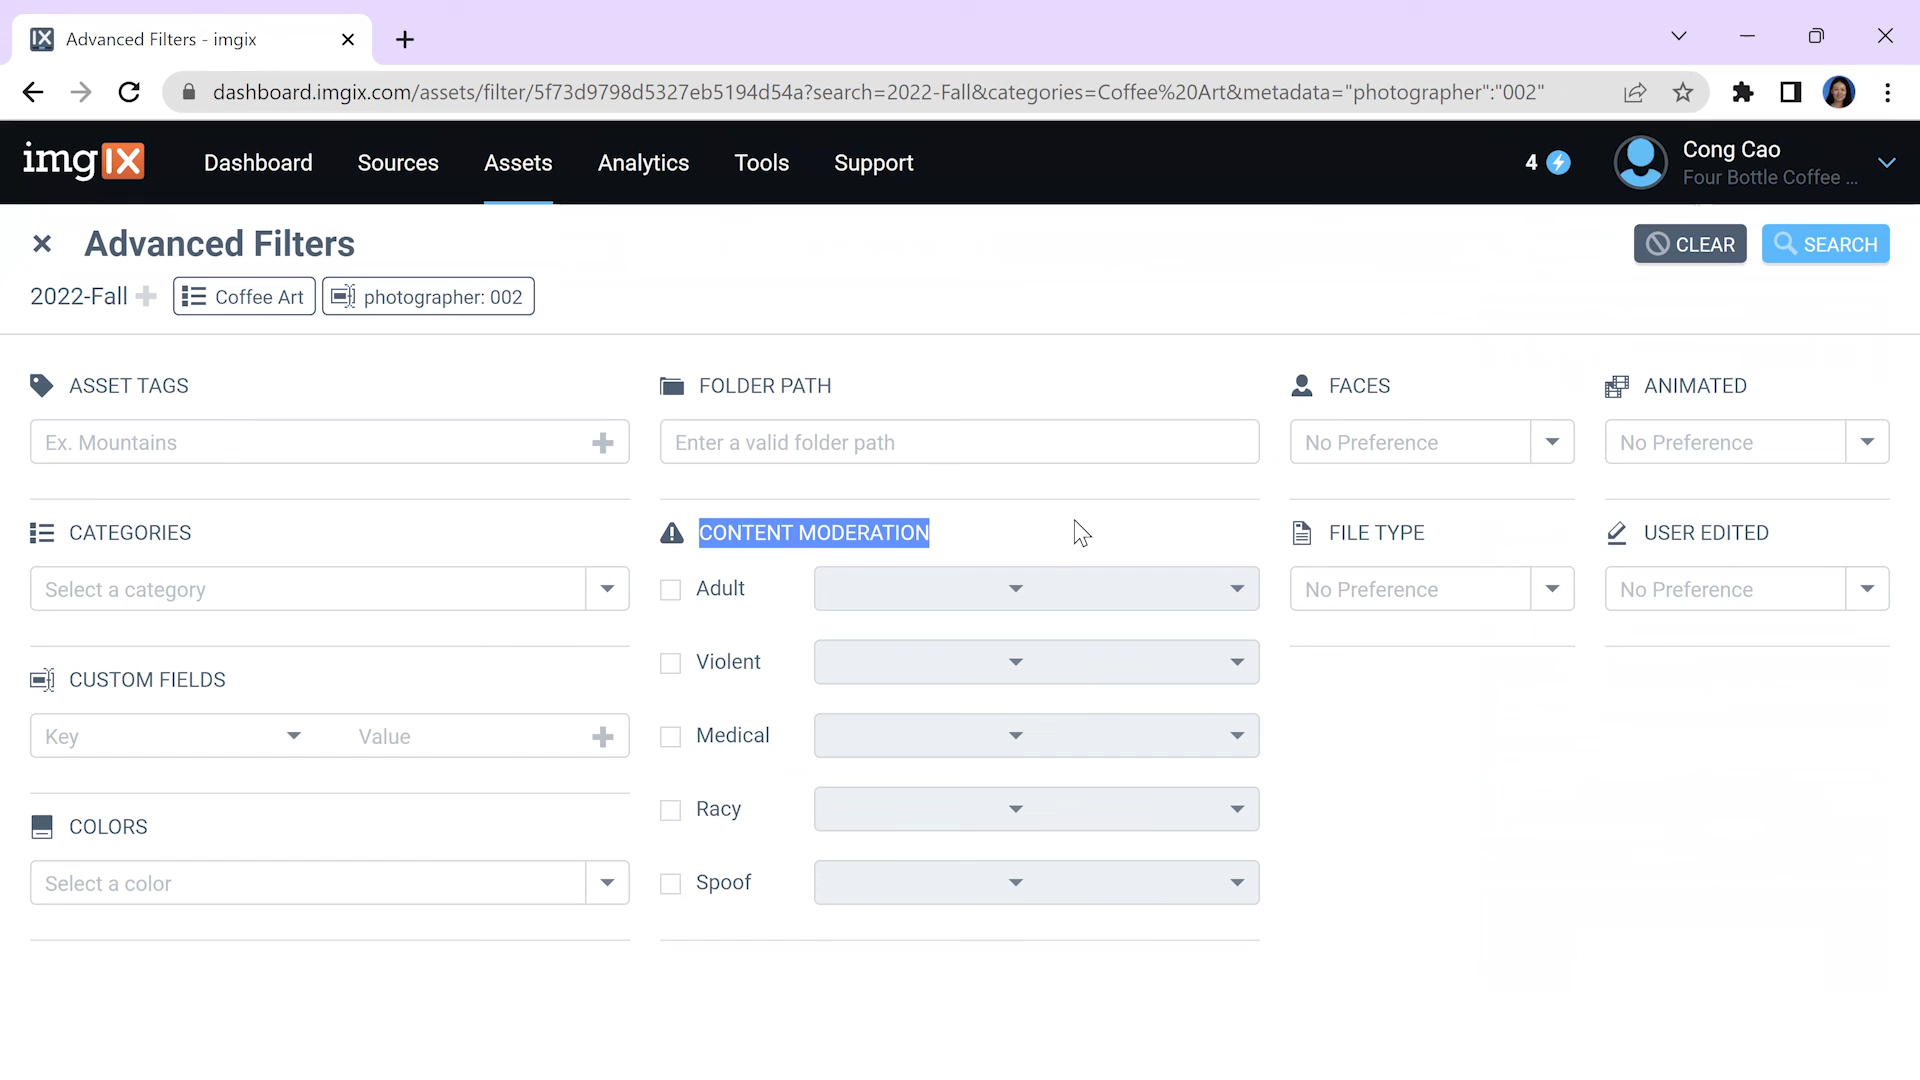 Advanced Filters - imgix
dashboard.imgix.com/assets/filter/5f73d9798d5327eb5194d54a?search=2022-Fall&categories=Coffee%20Art&metadata="photographer":"002"
imgIX Dashboard Sources Assets Analytics Tools Support 4 Cong Cao
Four Bottle Coffee ...
Advanced Filters CLEAR SEARCH
2022-Fall Coffee Art photographer: 002
ASSET TAGS
Ex. Mountains
CATEGORIES
Select a category
CUSTOM FIELDS
Key Value
COLORS
Select a color
FOLDER PATH
Enter a valid folder path
CONTENT MODERATION
Adult
Violent
Medical
Racy
Spoof
FACES
No Preference
FILE TYPE
No Preference
ANIMATED
No Preference
USER EDITED
No Preference